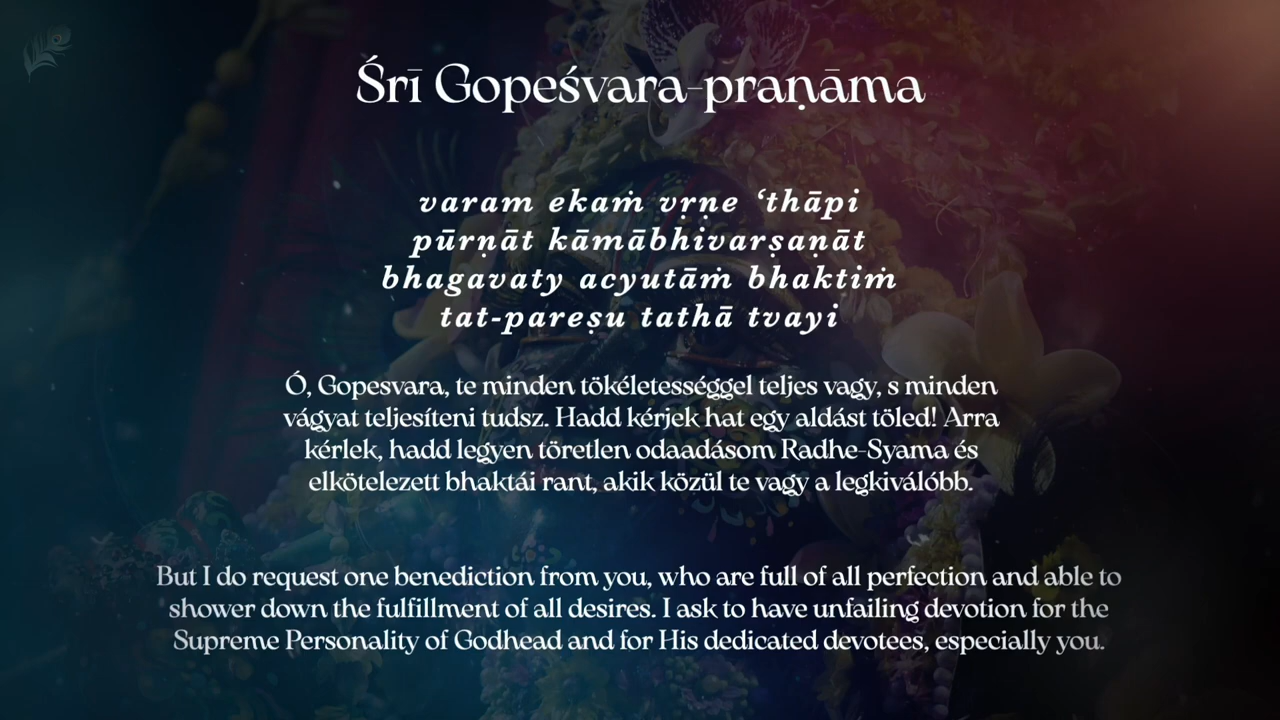 Śrī Gopeśvara-praṇāma
varam ekaṁ vṛṇe ‘thāpi
pūrṇāt kāmābhivarṣaṇāt
bhagavaty acyutāṁ bhaktiṁ
tat-pareṣu tathā tvayi
Ó, Gopesvara, te minden tökéletességgel teljes vagy, s minden
vágyat teljesíteni tudsz. Hadd kérjek hat egy aldást töled! Arra
kérlek, hadd legyen töretlen odaadásom Radhe-Syama és
elkötelezett bhaktái rant, akik közül te vagy a legkiválóbb.
But I do request one benediction from you, who are full of all perfection and able to
shower down the fulfillment of all desires. I ask to have unfailing devotion for the
Supreme Personality of Godhead and for His dedicated devotees, especially you.